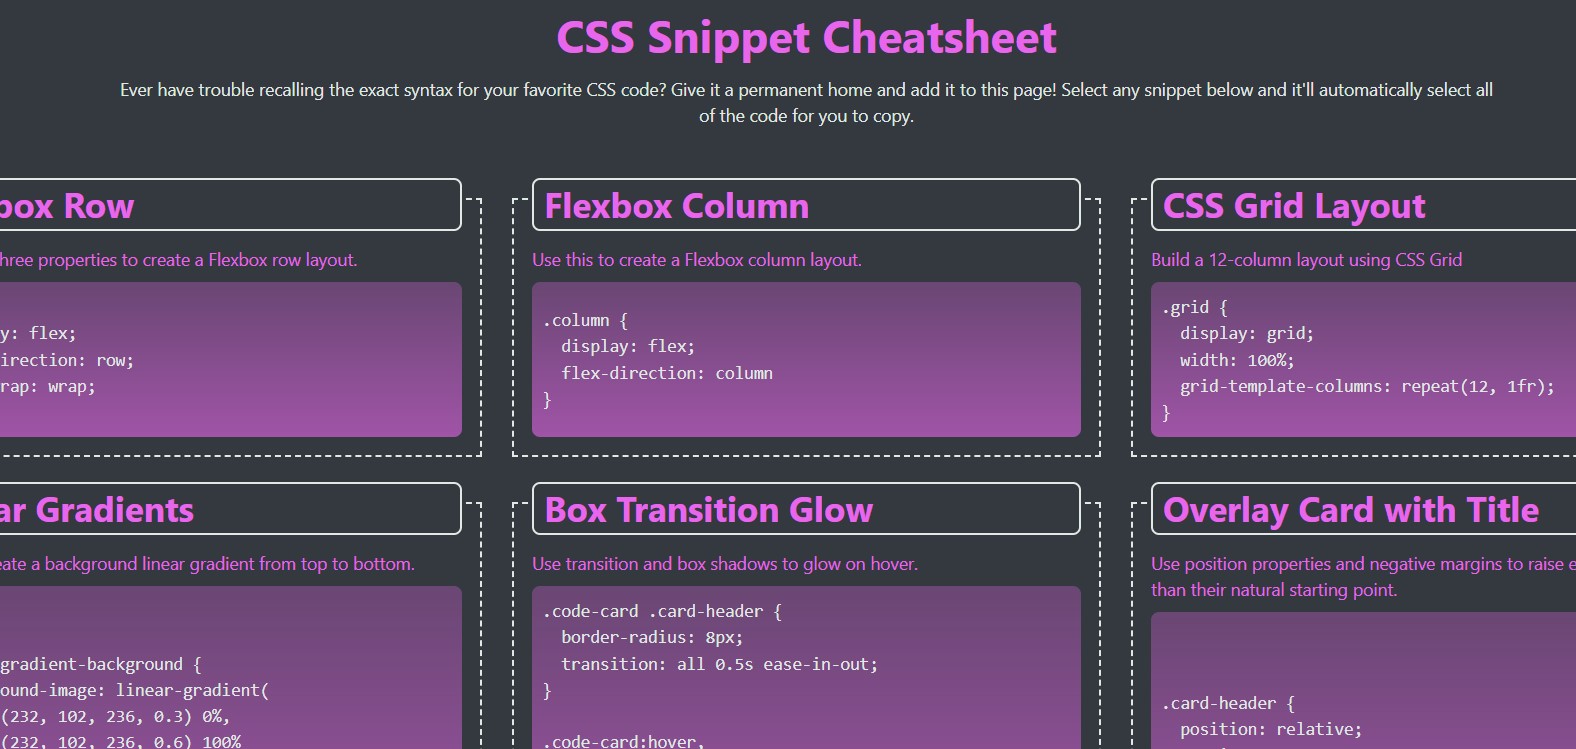 CSS Snippet Cheatsheet
Ever have trouble recalling the exact syntax for your favorite CSS code? Give it a permanent home and add it to this page! Select any snippet below and it'll automatically select all
of the code for you to copy.
box Row
hree properties to create a Flexbox row layout.
y: flex;
irection: row;
rap: wrap;
Flexbox Column
Use this to create a Flexbox column layout.
.column {
  display: flex;
  flex-direction: column
}
CSS Grid Layout
Build a 12-column layout using CSS Grid
.grid {
  display: grid;
  width: 100%;
  grid-template-columns: repeat(12, 1fr);
}
ar Gradients
eate a background linear gradient from top to bottom.
gradient-background {
ound-image: linear-gradient(
(232, 102, 236, 0.3) 0%,
(232, 102, 236, 0.6) 100%
Box Transition Glow
Use transition and box shadows to glow on hover.
.code-card .card-header {
  border-radius: 8px;
  transition: all 0.5s ease-in-out;
}
.code-card:hover,
Overlay Card with Title
Use position properties and negative margins to raise e
than their natural starting point.
.card-header {
  position: relative;